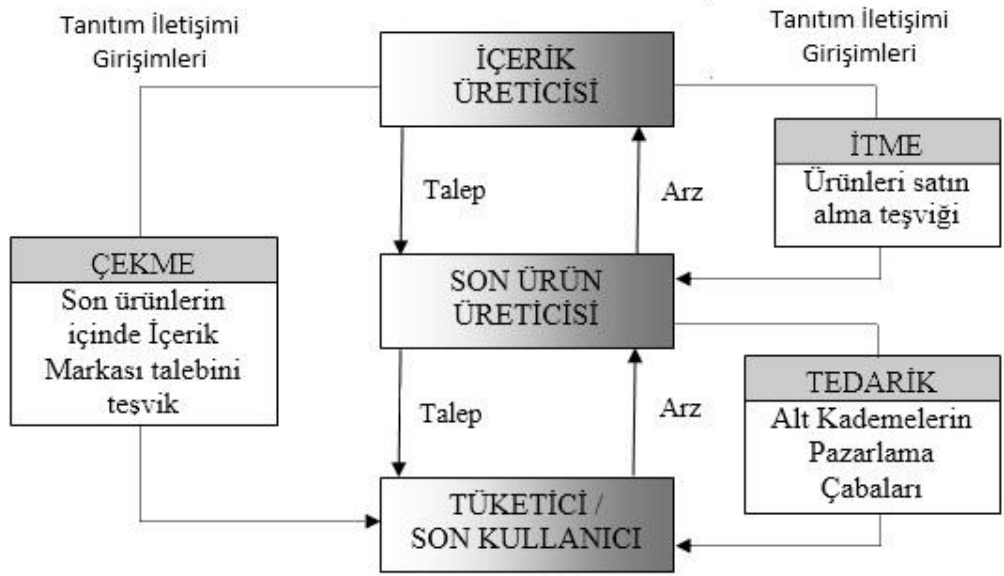 Tanıtım İletişimi
Girişimleri
Tanıtım İletişimi
Girişimleri
İÇERİK
ÜRETİCİSİ
İTME
Ürünleri satın
alma teşviği
Talep
Arz
ÇEKME
Son ürünlerin
içinde İçerik
Markası talebini
teşvik
SON ÜRÜN
ÜRETİCİSİ
TEDARİK
Alt Kademelerin
Pazarlama
Çabaları
Talep
Arz
TÜKETİCİ /
SON KULLANICI